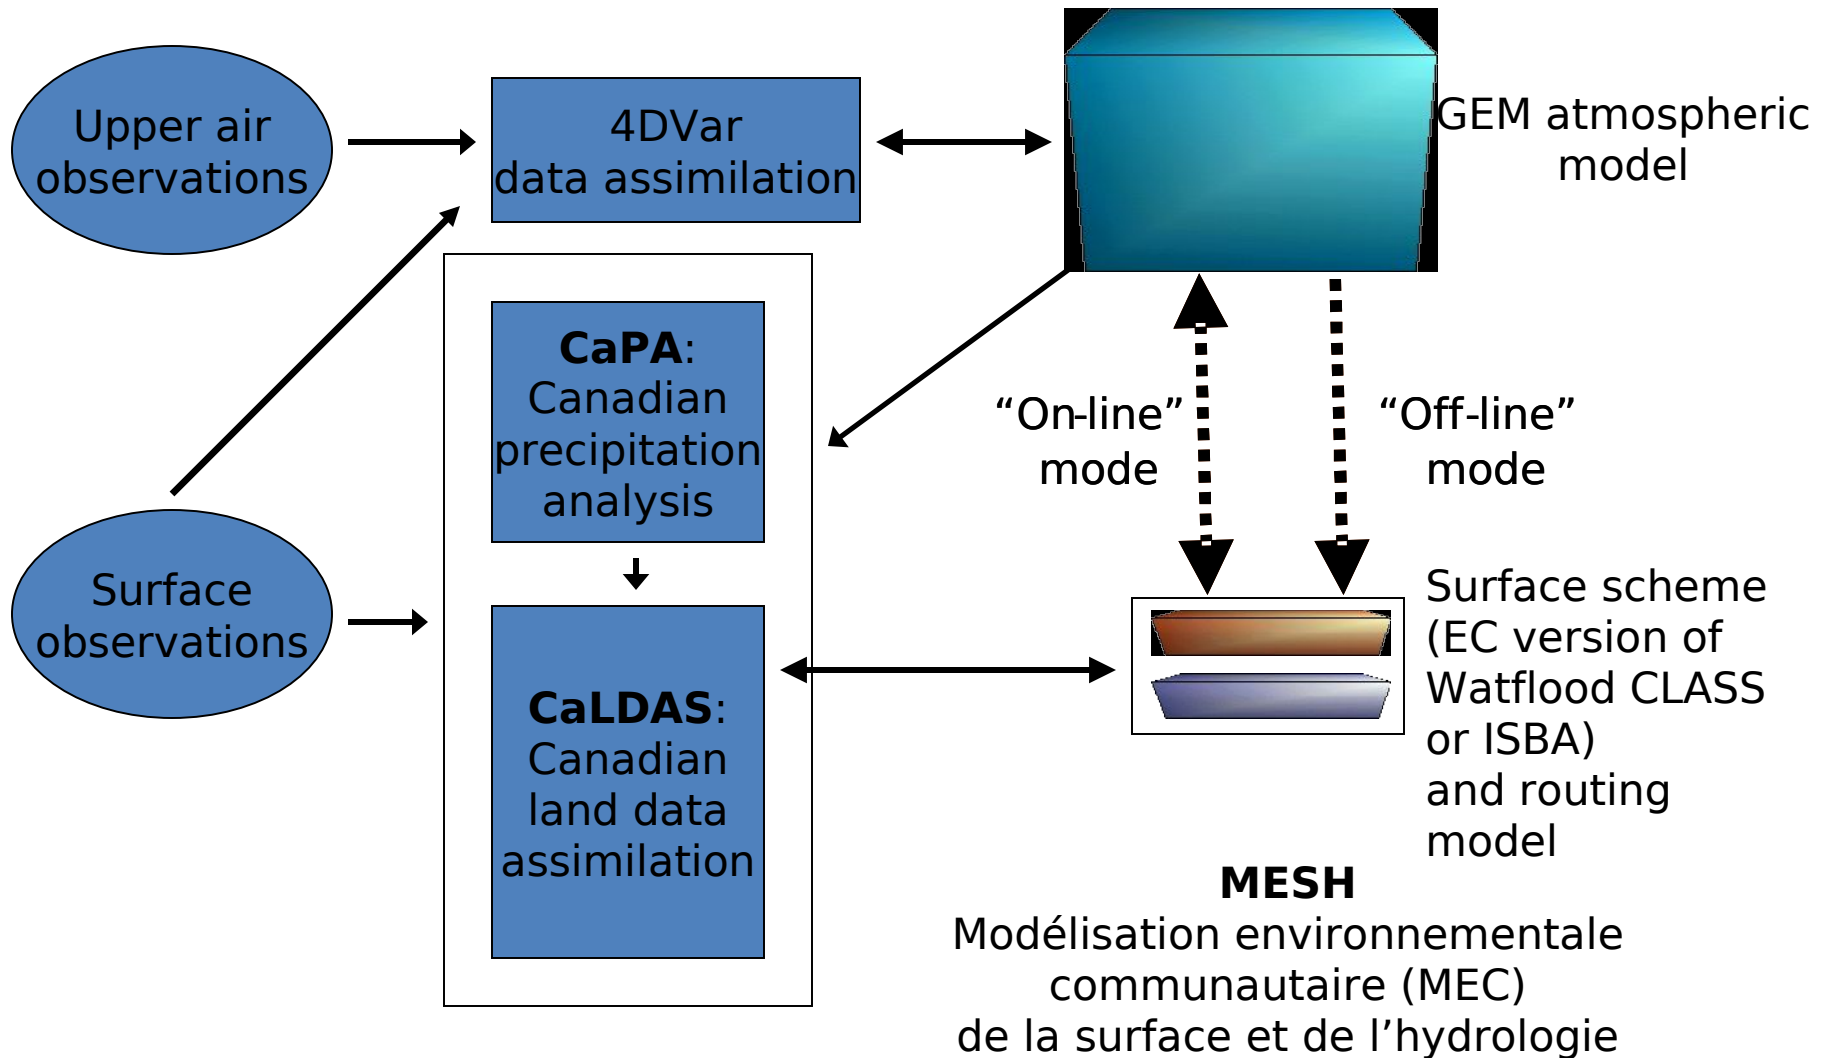 Upper air
observations
4DVar
data assimilation
GEM atmospheric
model
CaPA:
Canadian
precipitation
analysis
“On-line”
mode
“Off-line”
mode
Surface
observations
CaLDAS:
Canadian
land data
assimilation
Surface scheme
(EC version of
Watflood CLASS
or ISBA)
and routing
model
MESH
Modélisation environnementale
communautaire (MEC)
de la surface et de l’hydrologie